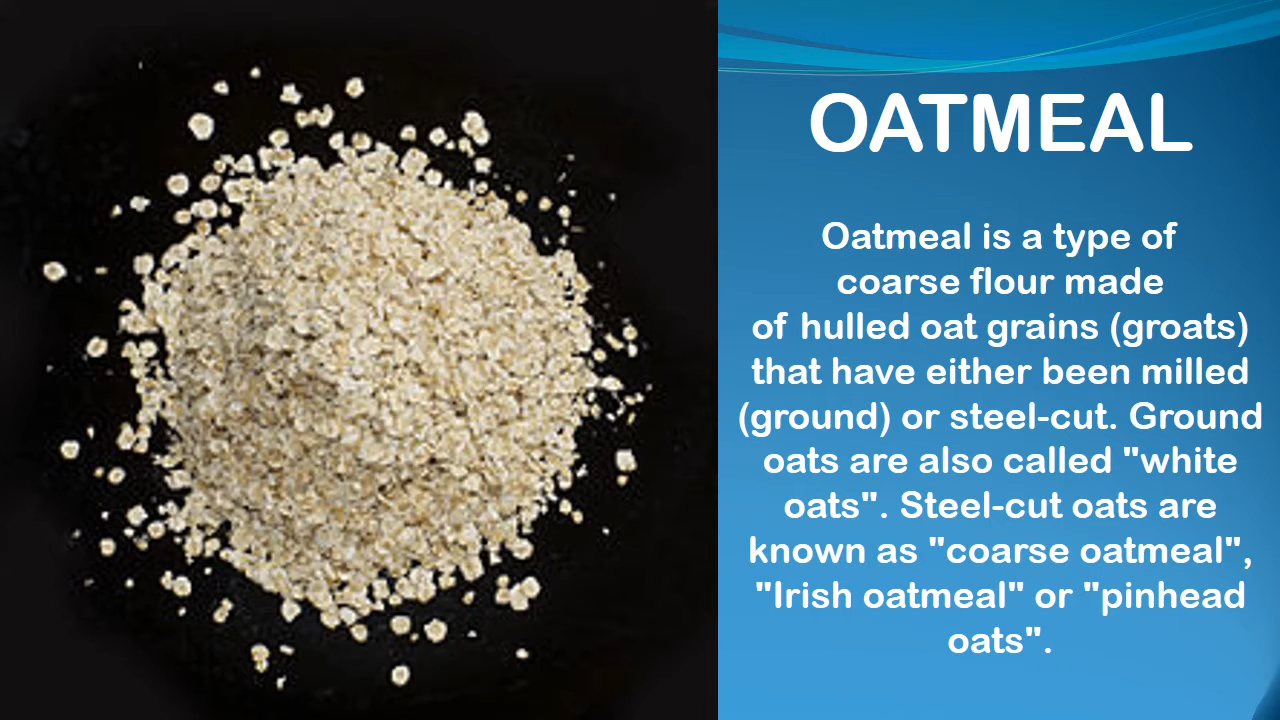 OATMEAL
Oatmeal is a type of
coarse flour made
of hulled oat grains (groats)
that have either been milled
(ground) or steel-cut. Ground
oats are also called "white
oats". Steel-cut oats are
known as "coarse oatmeal",
"Irish oatmeal" or "pinhead
oats".